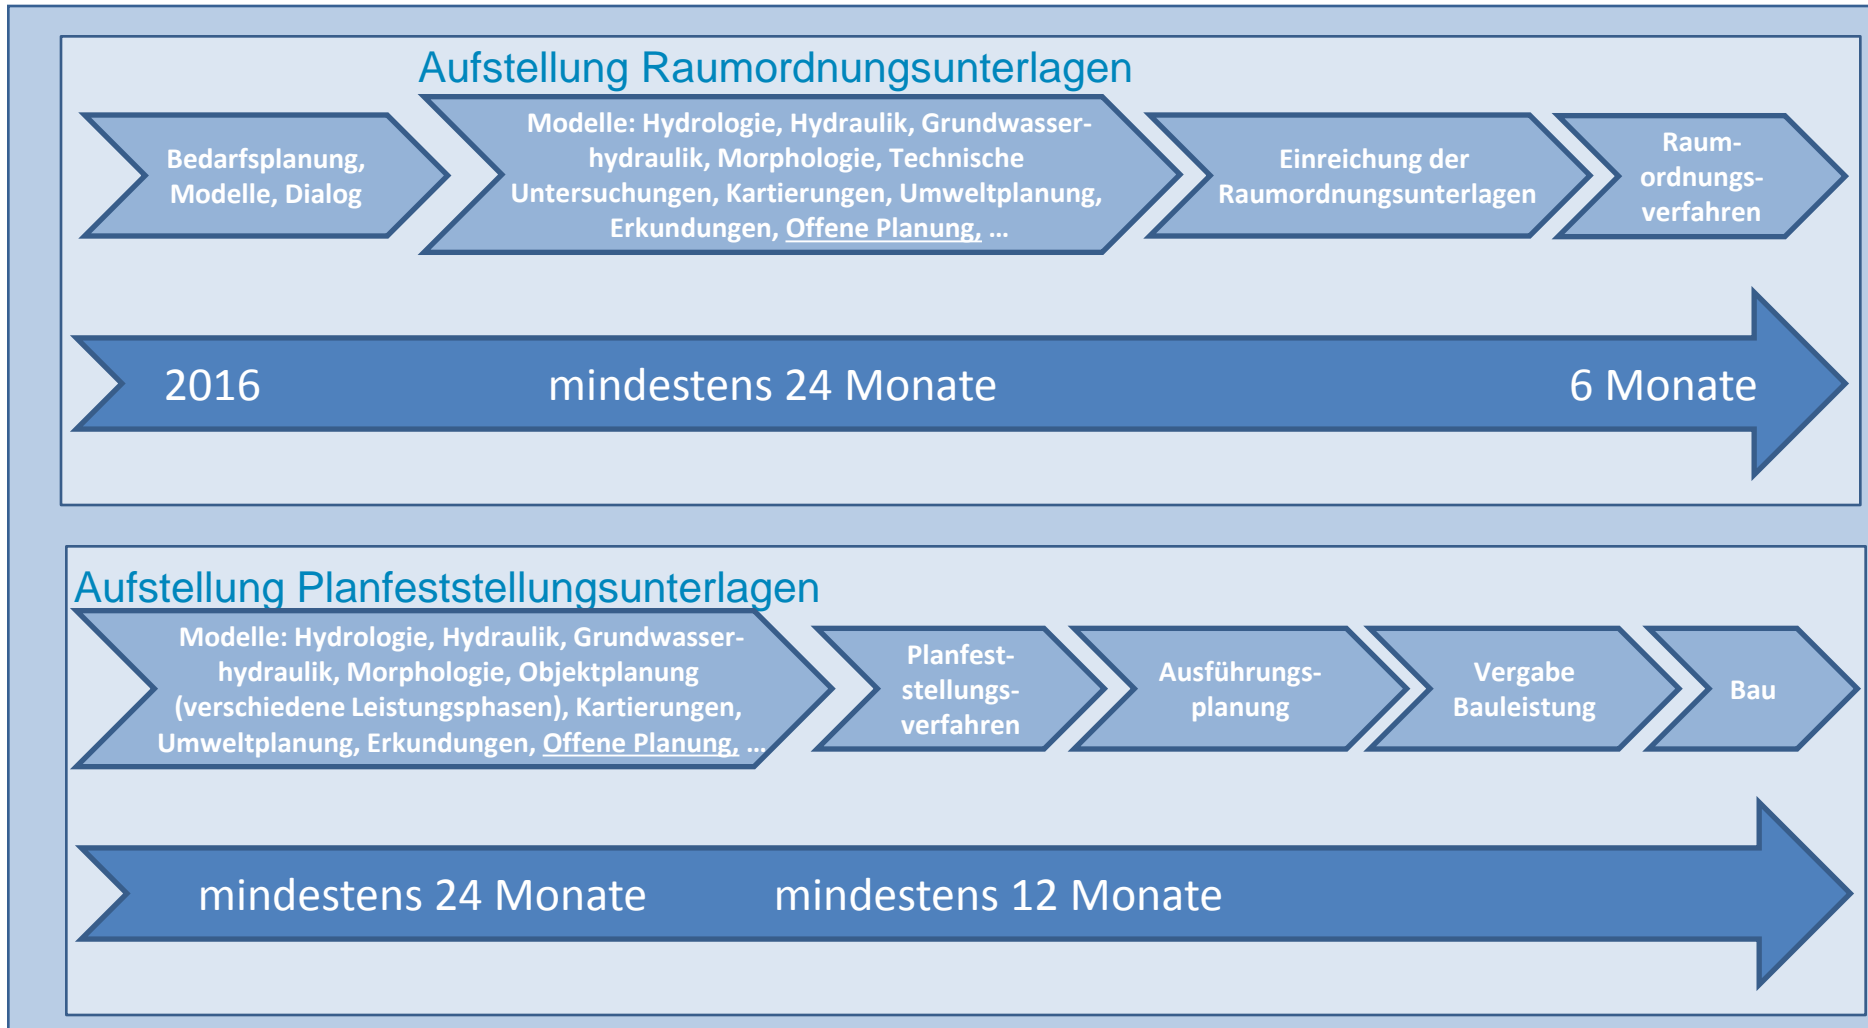 Aufstellung Raumordnungsunterlagen
Bedarfsplanung,
Modelle, Dialog
Modelle: Hydrologie, Hydraulik, Grundwasser-
hydraulik, Morphologie, Technische
Untersuchungen, Kartierungen, Umweltplanung,
Erkundungen, Offene Planung, ...
Einreichung der
Raumordnungsunterlagen
Raum-
ordnungs-
verfahren
2016
mindestens 24 Monate
6 Monate
Aufstellung Planfeststellungsunterlagen
Modelle: Hydrologie, Hydraulik, Grundwasser-
hydraulik, Morphologie, Objektplanung
(verschiedene Leistungsphasen), Kartierungen,
Umweltplanung, Erkundungen, Offene Planung, ...
Planfest-
stellungs-
verfahren
Ausführungs-
planung
Vergabe
Bauleistung
Bau
mindestens 24 Monate
mindestens 12 Monate